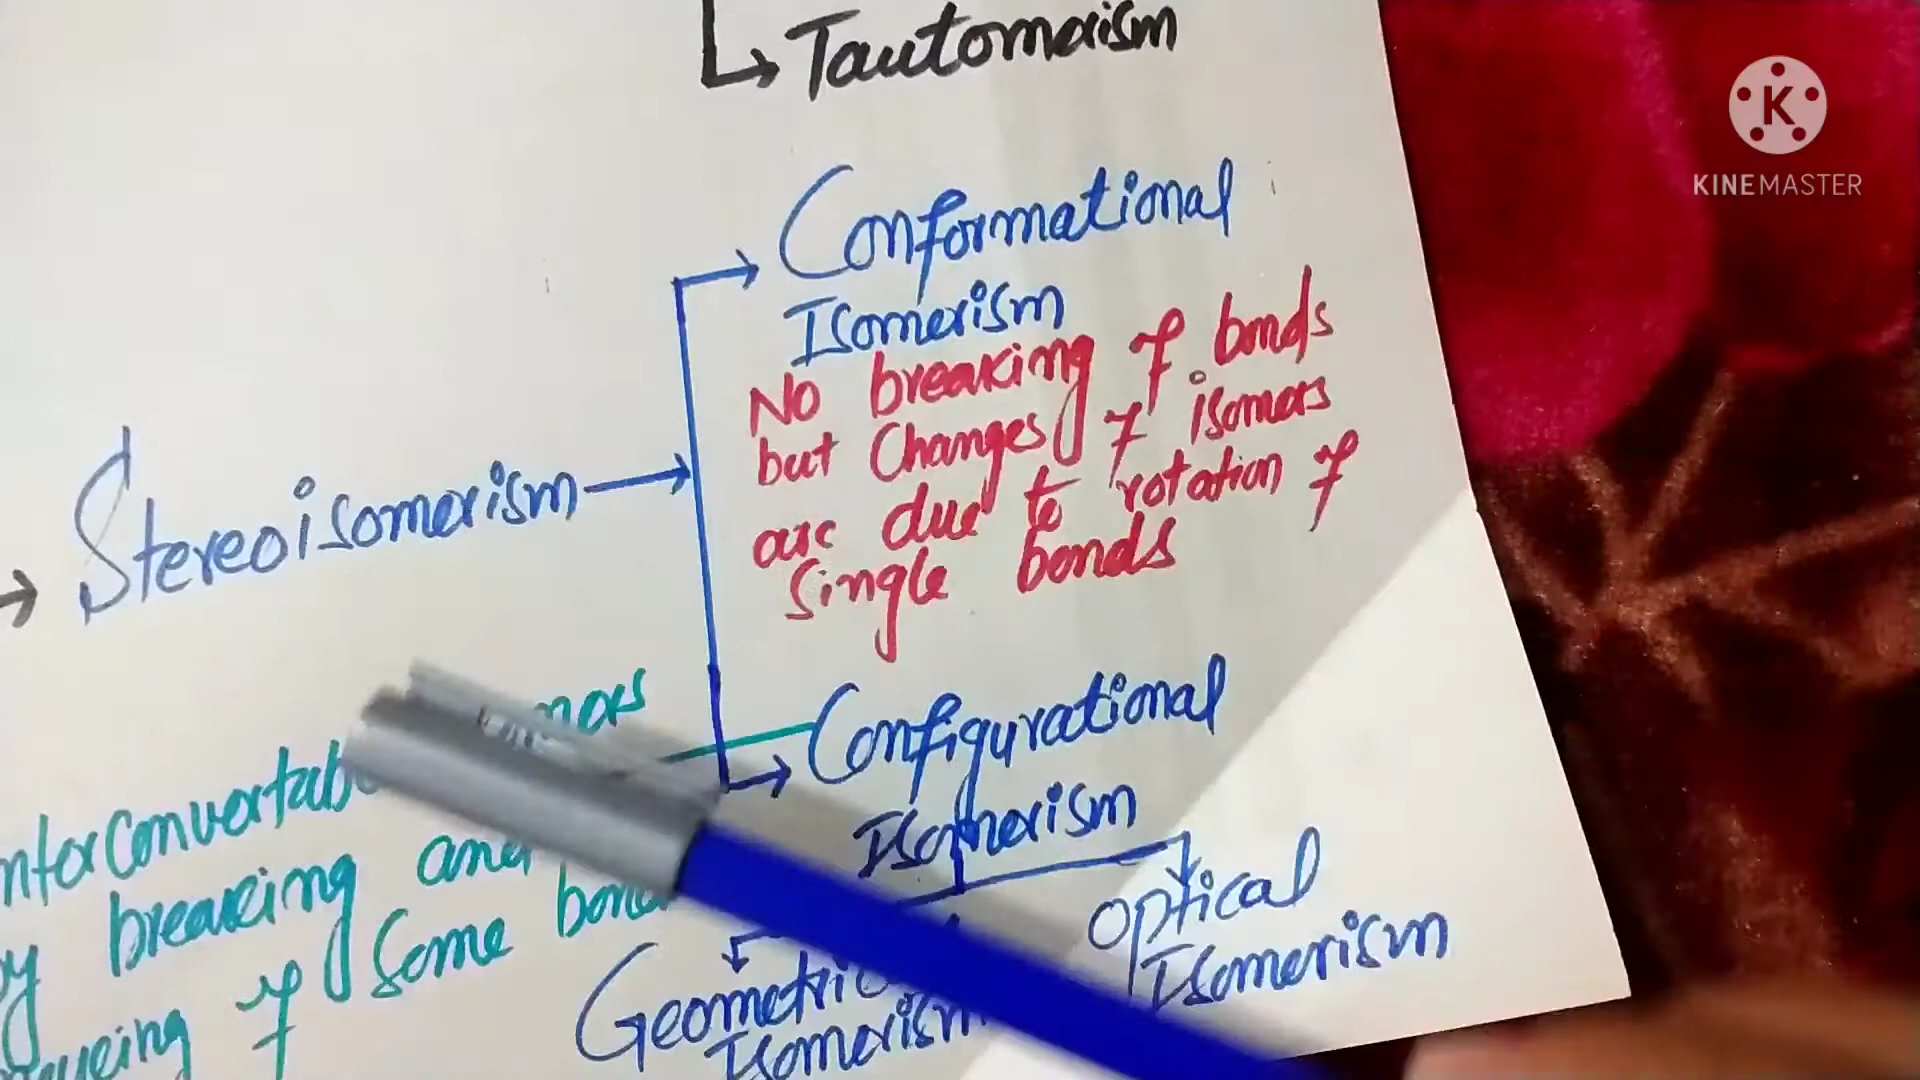 Tautomerism
K
KINEMASTER
Conformational
Isomerism
No breaking of bonds
but Changes of isomers
are due to rotation of
Single bonds
Stereoisomerism
Configurational
Isomerism
by breaking and
of Some
Geometric
Isomerism
Optical
Isomerism